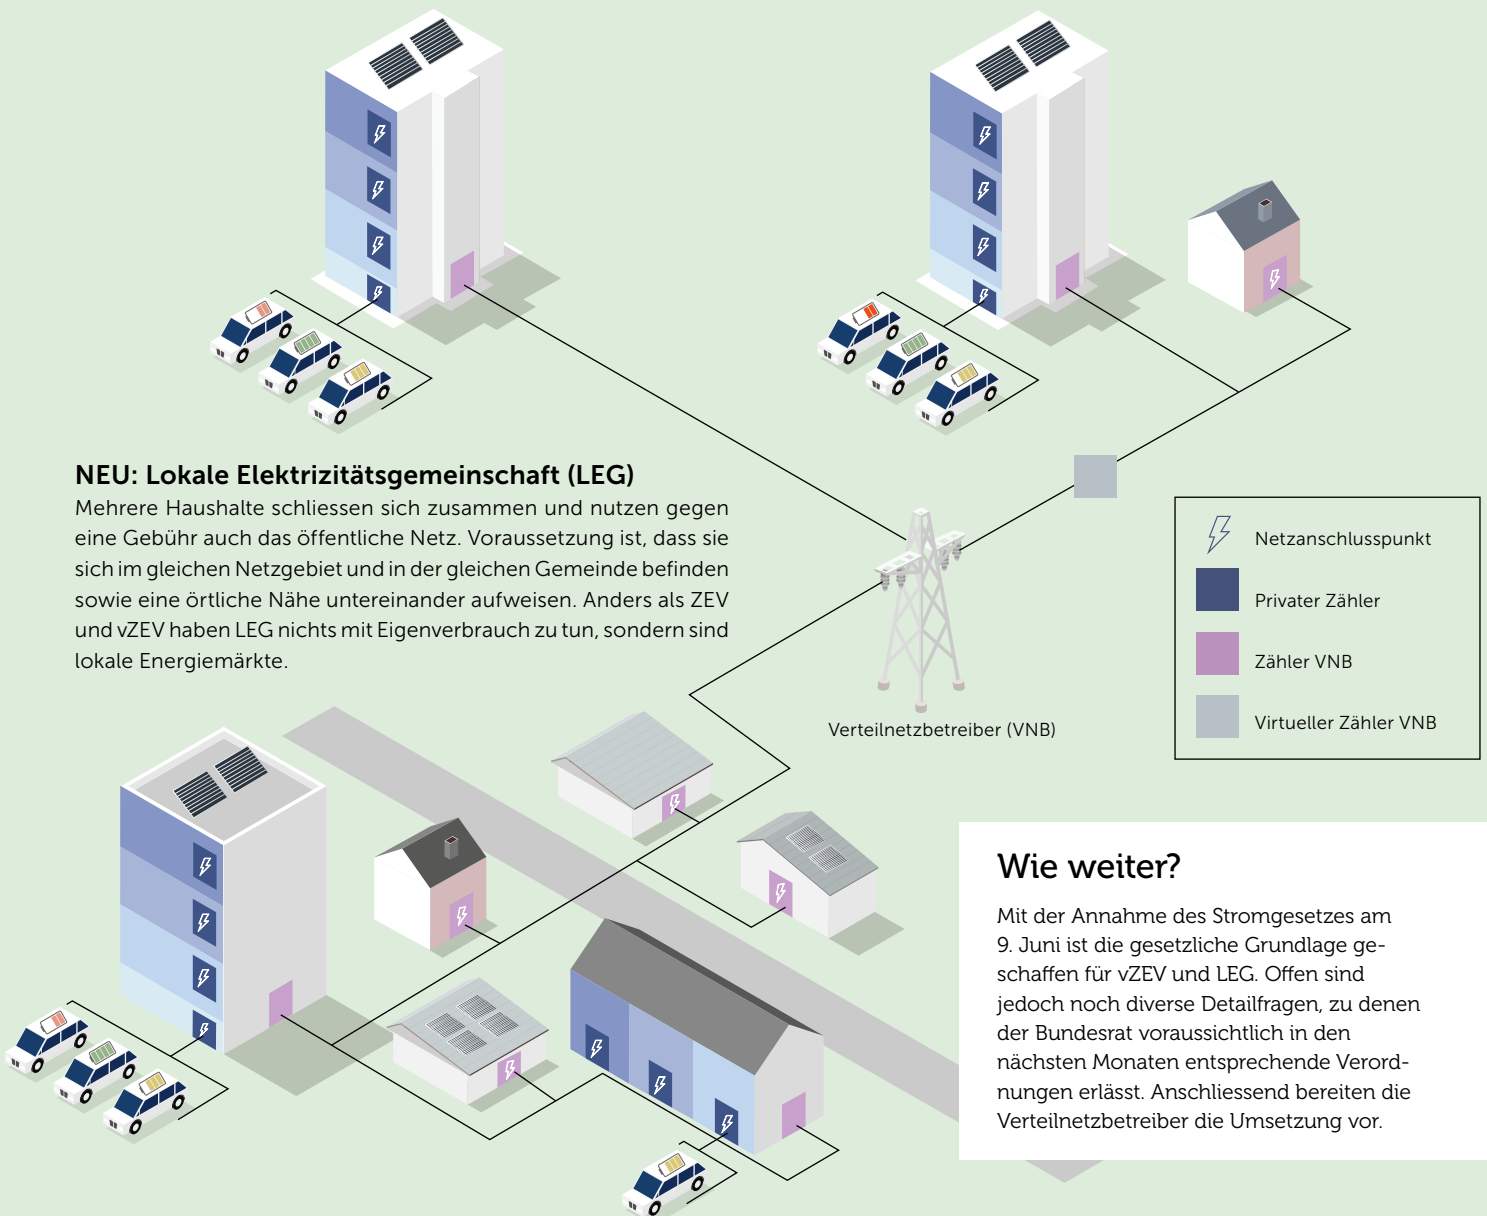 NEU: Lokale Elektrizitätsgemeinschaft (LEG)
Mehrere Haushalte schliessen sich zusammen und nutzen gegen
eine Gebühr auch das öffentliche Netz. Voraussetzung ist, dass sie
sich im gleichen Netzgebiet und in der gleichen Gemeinde befinden
sowie eine örtliche Nähe untereinander aufweisen. Anders als ZEV
und vZEV haben LEG nichts mit Eigenverbrauch zu tun, sondern sind
lokale Energiemärkte.
Netzanschlusspunkt
Privater Zähler
Zähler VNB
Virtueller Zähler VNB
Verteilnetzbetreiber (VNB)
Wie weiter?
Mit der Annahme des Stromgesetzes am
9. Juni ist die gesetzliche Grundlage ge-
schaffen für vZEV und LEG. Offen sind
jedoch noch diverse Detailfragen, zu denen
der Bundesrat voraussichtlich in den
nächsten Monaten entsprechende Verord-
nungen erlässt. Anschliessend bereiten die
Verteilnetzbetreiber die Umsetzung vor.